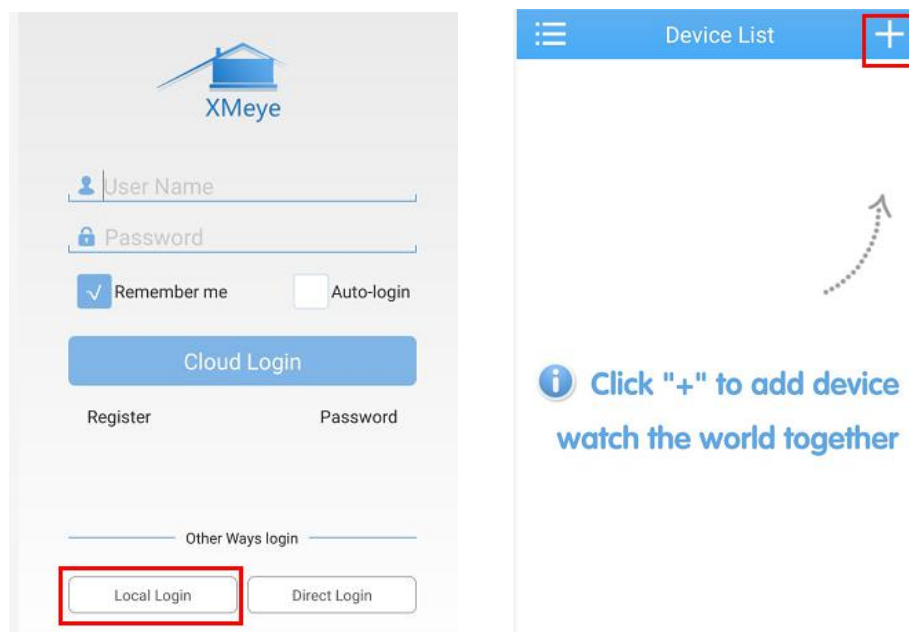 XMeye
User Name
Password
√ Remember me
Auto-login
Cloud Login
Register
Password
Other Ways login
Local Login
Direct Login
Device List
+
Click "+" to add device
watch the world together